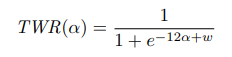 TWR(α) = 1 / (1 + e^{-12α+w})